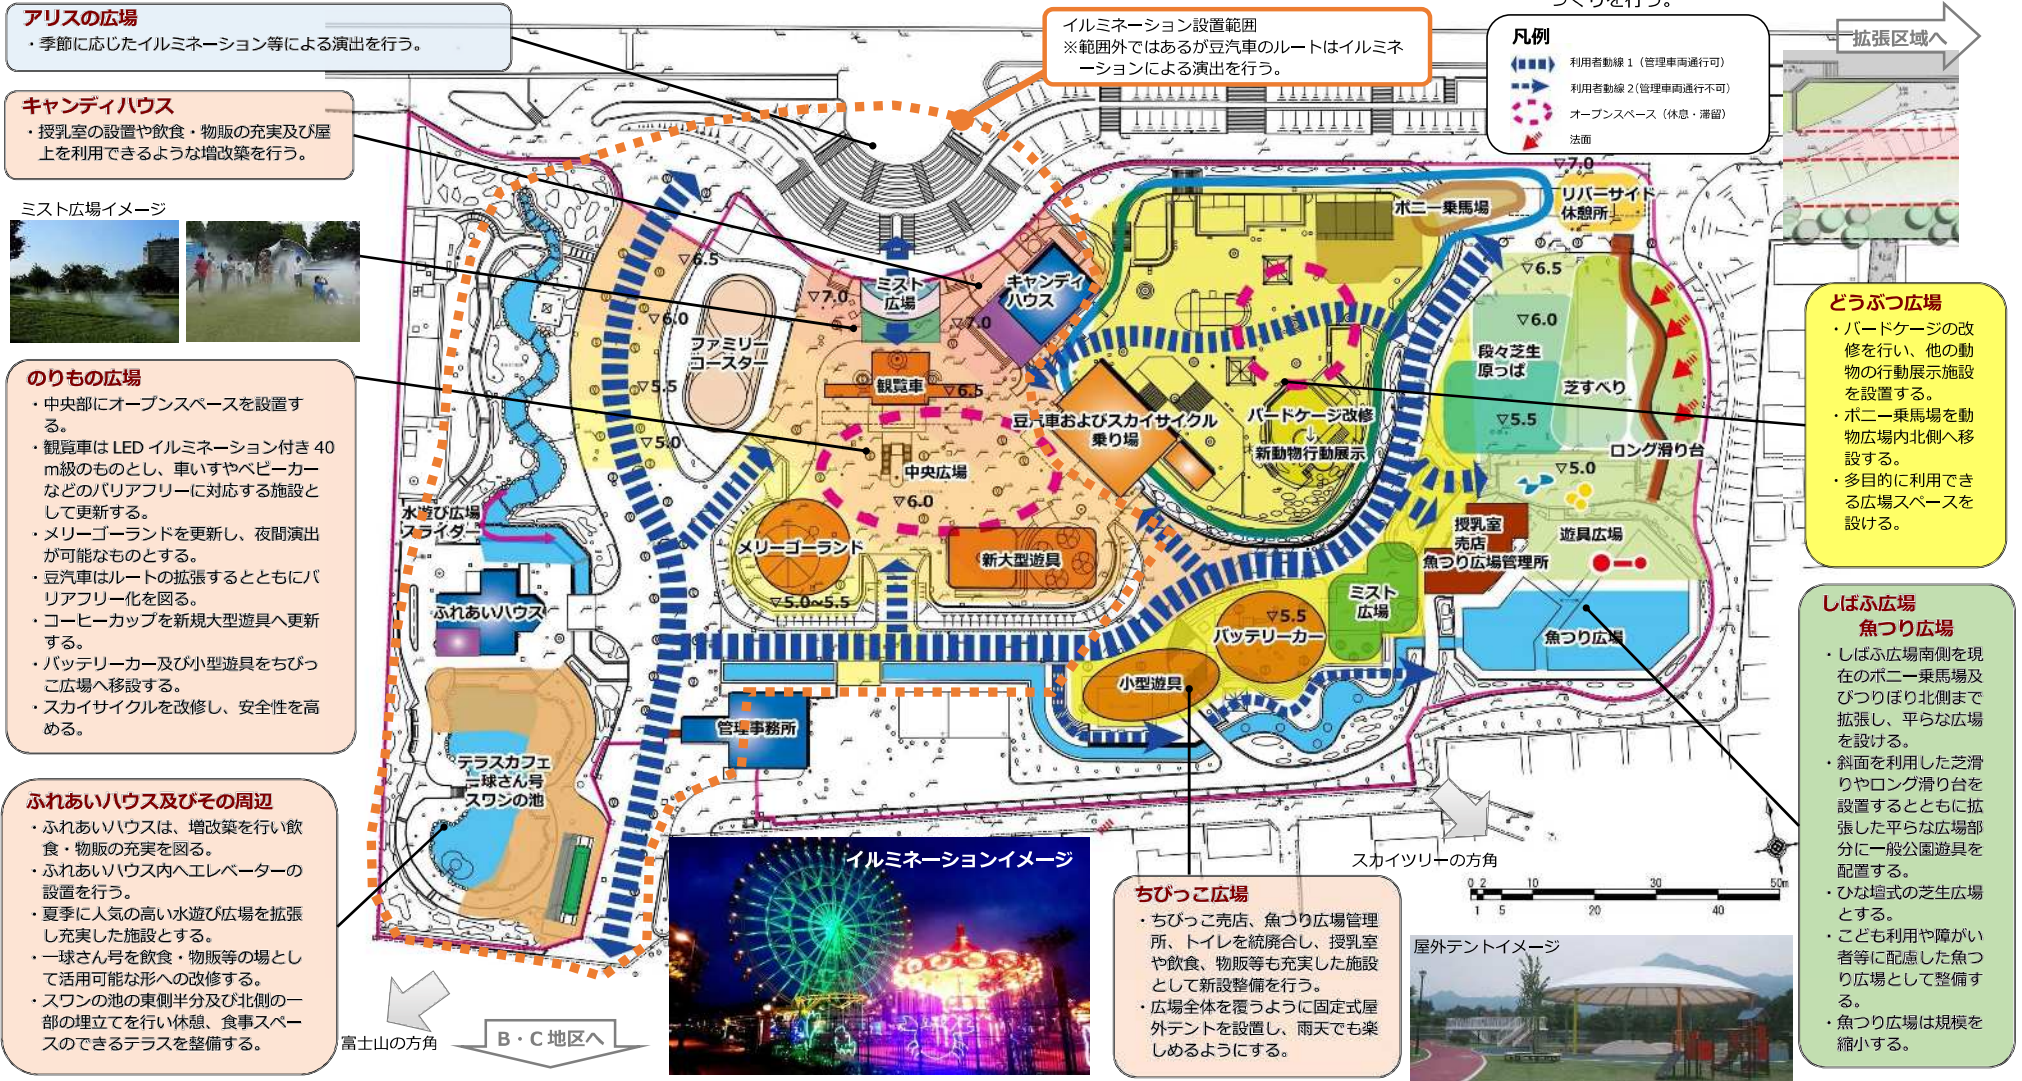 づくりを行う。
アリスの広場
・季節に応じたイルミネーション等による演出を行う。
イルミネーション設置範囲
※範囲外ではあるが豆汽車のルートはイルミネ
ーションによる演出を行う。
凡例
利用者動線１（管理車両通行可）
利用者動線２(管理車両通行不可)
オープンスペース（休息・滞留）
法面
拡張区域へ
キャンディハウス
・授乳室の設置や飲食・物販の充実及び屋
上を利用できるような増改築を行う。
ミスト広場イメージ
のりもの広場
・中央部にオープンスペースを設置す
る。
・観覧車は LED イルミネーション付き 40
m級のものとし、車いすやベビーカー
などのバリアフリーに対応する施設と
して更新する。
・メリーゴーランドを更新し、夜間演出
が可能なものとする。
・豆汽車はルートの拡張するとともにバ
リアフリー化を図る。
・コーヒーカップを新規大型遊具へ更新
する。
・バッテリーカー及び小型遊具をちびっ
こ広場へ移設する。
・スカイサイクルを改修し、安全性を高
める。
ふれあいハウス及びその周辺
・ふれあいハウスは、増改築を行い飲
食・物販の充実を図る。
・ふれあいハウス内へエレベーターの
設置を行う。
・夏季に人気の高い水遊び広場を拡張
し充実した施設とする。
・一球さん号を飲食・物販等の場とし
て活用可能な形への改修する。
・スワンの池の東側半分及び北側の一
部の埋立てを行い休憩、食事スペー
スのできるテラスを整備する。
▽7.0
リバーサイド
休憩所
ポニー乗馬場
▽6.5
▽6.5
▽7.0
ミスト
広場
キャンディ
ハウス
▽7.0
▽6.0
▽6.0
ファミリー
コースター
段々芝生
原っぱ
芝すべり
▽5.5
観覧車
▽6.5
▽5.5
豆汽車およびスカイサイクル
乗り場
バードケージ改修
↓
新動物行動展示
▽5.0
ロング滑り台
中央広場
▽5.0
▽6.0
水遊び広場
スライダー
メリーゴーランド
新大型遊具
授乳室
売店
魚つり広場管理所
遊具広場
▽5.0~5.5
ふれあいハウス
ミスト
広場
▽5.5
バッテリーカー
魚つり広場
小型遊具
管理事務所
テラスカフェ
一球さん号
スワンの池
どうぶつ広場
・バードケージの改
修を行い、他の動
物の行動展示施設
を設置する。
・ポニー乗馬場を動
物広場内北側へ移
設する。
・多目的に利用でき
る広場スペースを
設ける。
しばふ広場
魚つり広場
・しばふ広場南側を現
在のポニー乗馬場及
びつりぼり北側まで
拡張し、平らな広場
を設ける。
・斜面を利用した芝滑
りやロング滑り台を
設置するとともに拡
張した平らな広場部
分に一般公園遊具を
配置する。
・ひな壇式の芝生広場
とする。
・こども利用や障がい
者等に配慮した魚つ
り広場として整備す
る。
・魚つり広場は規模を
縮小する。
イルミネーションイメージ
ちびっこ広場
・ちびっこ売店、魚つり広場管理
所、トイレを統廃合し、授乳室
や飲食、物販等も充実した施設
として新設整備を行う。
・広場全体を覆うように固定式屋
外テントを設置し、雨天でも楽
しめるようにする。
スカイツリーの方角
0 2 10 30 50m
1 5 20 40
屋外テントイメージ
富士山の方角
B・C 地区へ